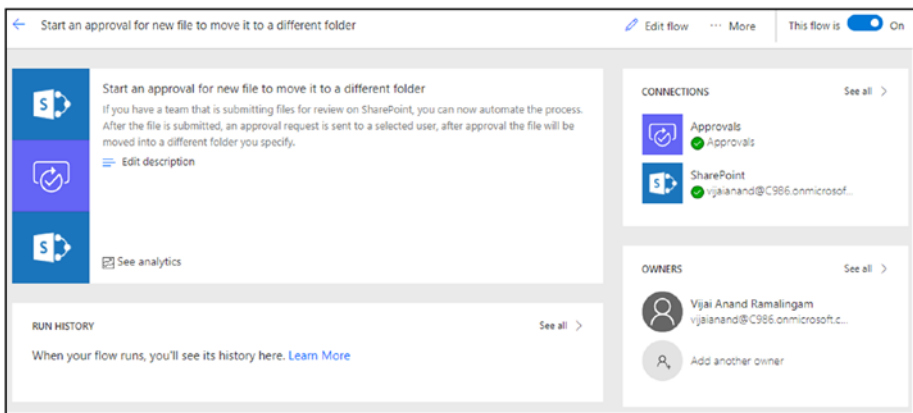 Start an approval for new file to move it to a different folder
Edit flow
More
This flow is On
Start an approval for new file to move it to a different folder
If you have a team that is submitting files for review on SharePoint, you can now automate the process.
After the file is submitted, an approval request is sent to a selected user, after approval the file will be
moved into a different folder you specify.
Edit description
See analytics
RUN HISTORY
See all
When your flow runs, you'll see its history here. Learn More
CONNECTIONS
See all
Approvals
Approvals
SharePoint
vijaianand@C986.onmicrosof...
OWNERS
See all
Vijai Anand Ramalingam
vijaianand@C986.onmicrosoft.c...
Add another owner